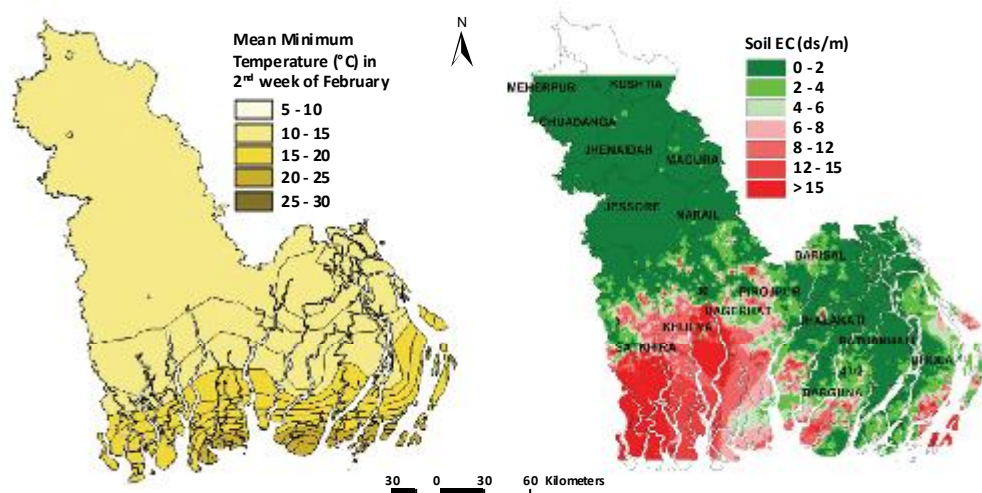 Mean Minimum
Temperature (°C) in
2nd week of February
5 - 10
10 - 15
15 - 20
20 - 25
25 - 30
N
Soil EC (ds/m)
0 - 2
2 - 4
4 - 6
6 - 8
8 - 12
12 - 15
>15
MEHERPUR
KUSHTIA
CHUADANGA
JHENAIDAH
MAGURA
JESSORE
NARAIL
BARISAL
PIROJPUR
BAGERHAT
KHULNA
JHALAKATI
SATKHIRA
PATUAKHALI
BHOLA
BARGUNA
30 0 30 60 Kilometers